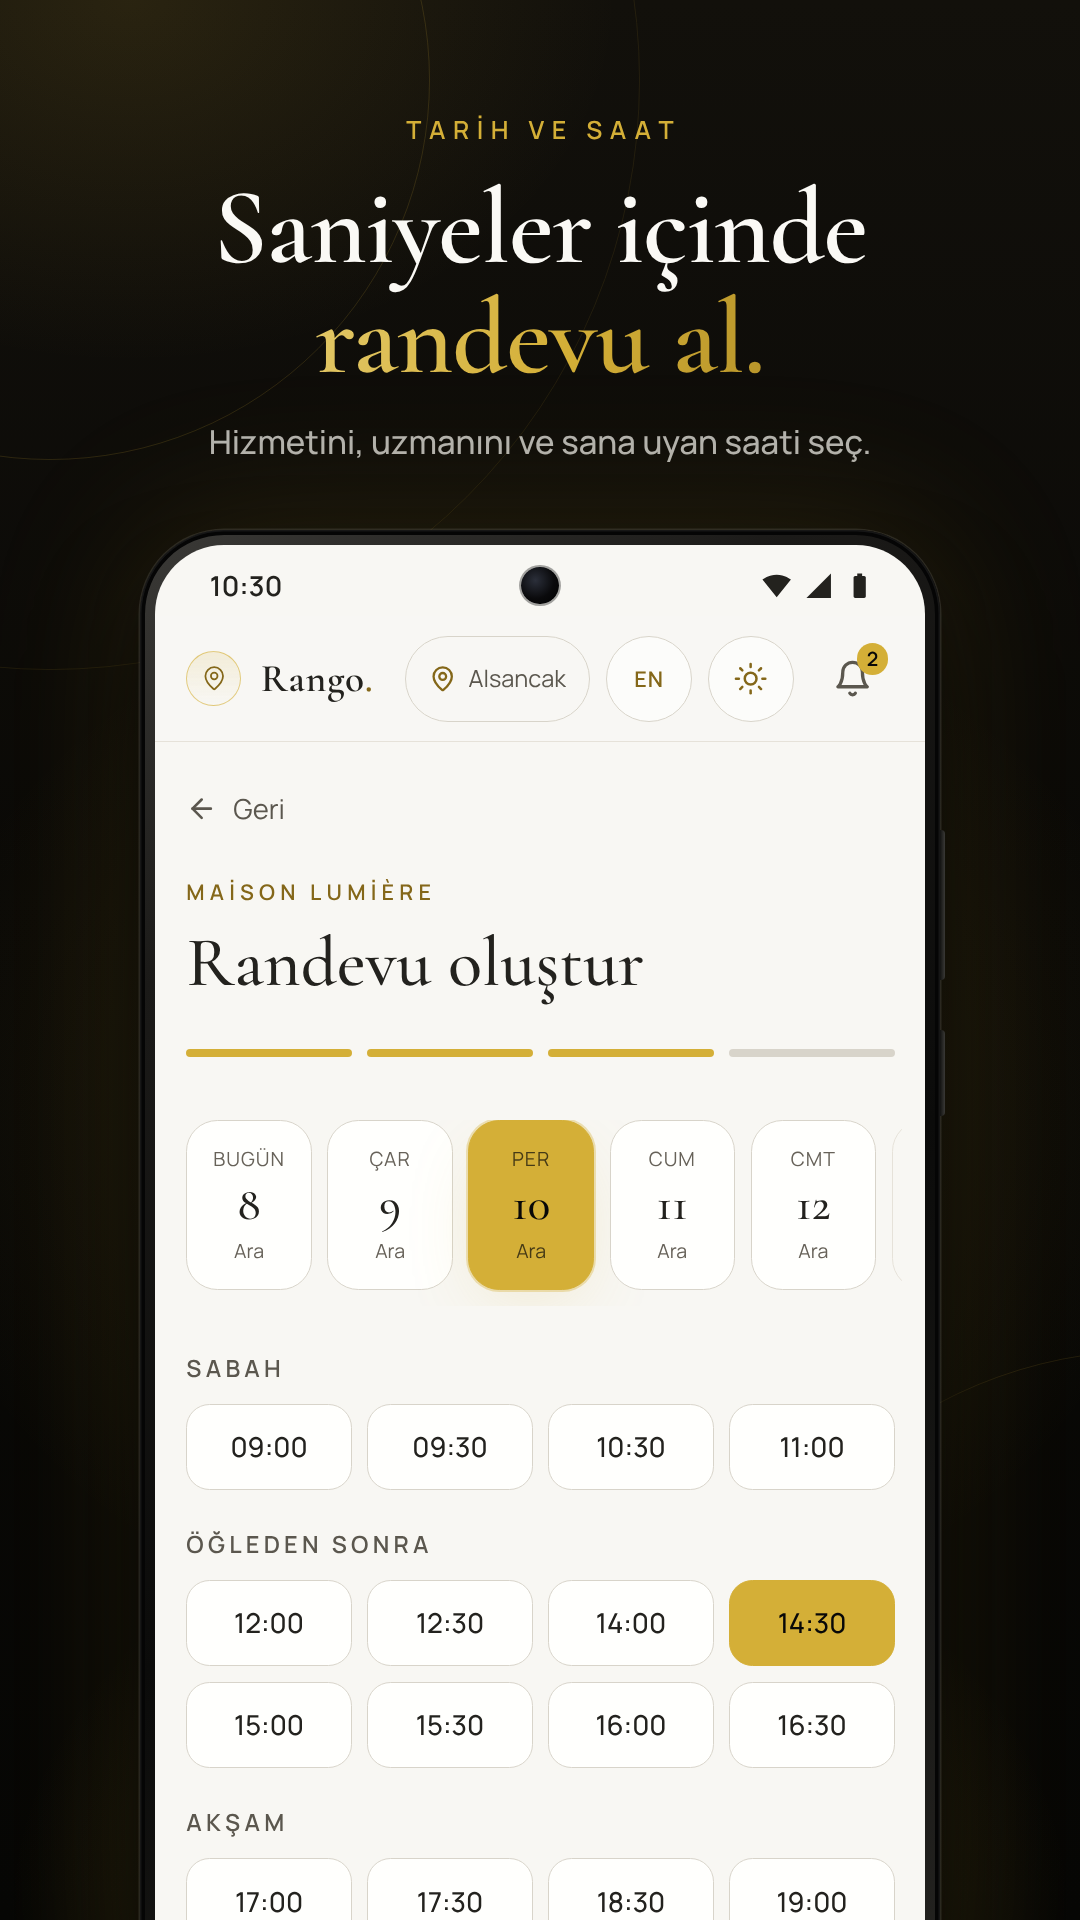 TARİH VE SAAT
Saniyeler içinde
randevu al.
Hizmetini, uzmanını ve sana uyan saati seç.
10:30
Rango.
Alsancak
EN
2
Geri
MAİSON LUMİÈRE
Randevu oluştur
BUGÜN ÇAR PER CUM CMT
8 9 10 11 12
Ara Ara Ara Ara Ara
SABAH
09:00 09:30 10:30 11:00
ÖĞLEDEN SONRA
12:00 12:30 14:00 14:30
15:00 15:30 16:00 16:30
AKŞAM
17:00 17:30 18:30 19:00